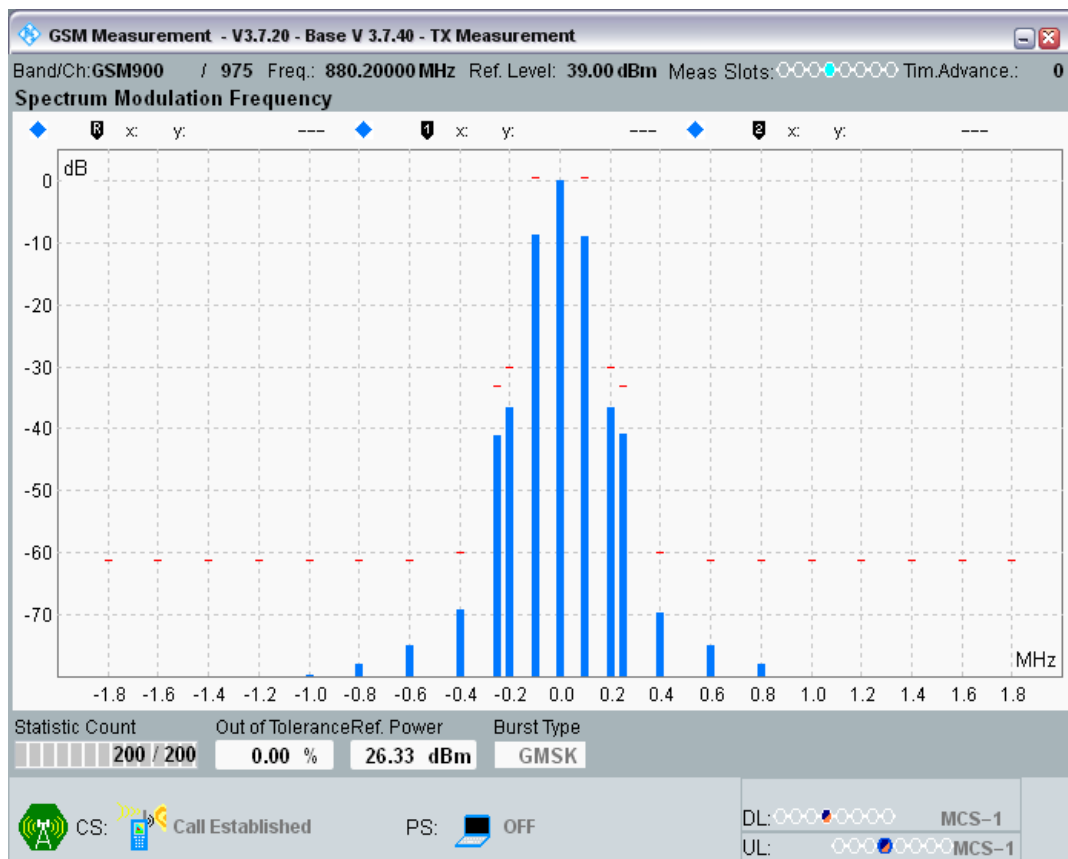 GSM Measurement - V3.7.20 - Base V 3.7.40 - TX Measurement
Band/Ch:GSM900 / 975 Freq.: 880.20000 MHz Ref. Level: 39.00 dBm Meas Slots: Tim.Advance.: 0
Spectrum Modulation Frequency
R x: y: --- 1 x: y: --- 2 x: y: ---
dB
0
-10
-20
-30
-40
-50
-60
-70
MHz
-1.8 -1.6 -1.4 -1.2 -1.0 -0.8 -0.6 -0.4 -0.2 0.0 0.2 0.4 0.6 0.8 1.0 1.2 1.4 1.6 1.8
Statistic Count Out of Tolerance Ref. Power Burst Type
200 / 200 0.00 % 26.33 dBm GMSK
CS: Call Established PS: OFF
DL: MCS-1
UL: MCS-1